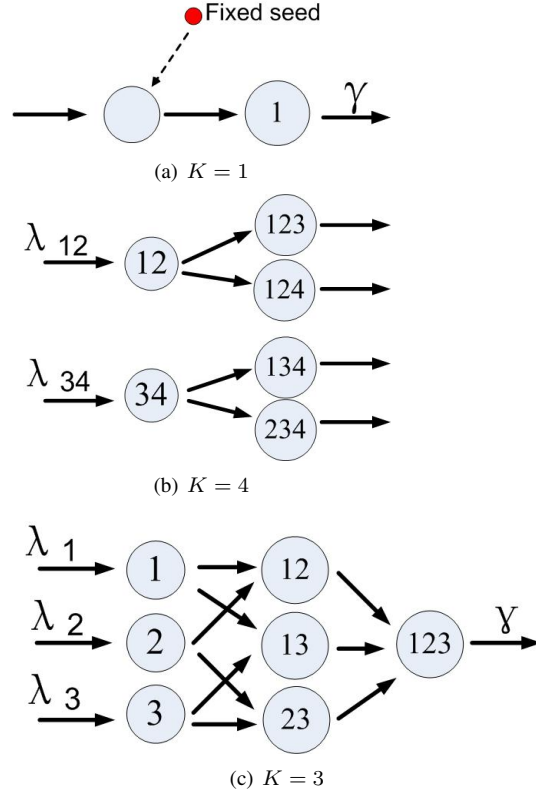 Fixed seed
1 γ
(a) K = 1
λ 12 12 123
124
λ 34 34 134
234
(b) K = 4
λ 1 1 12
λ 2 2 13 123 γ
λ 3 3 23
(c) K = 3